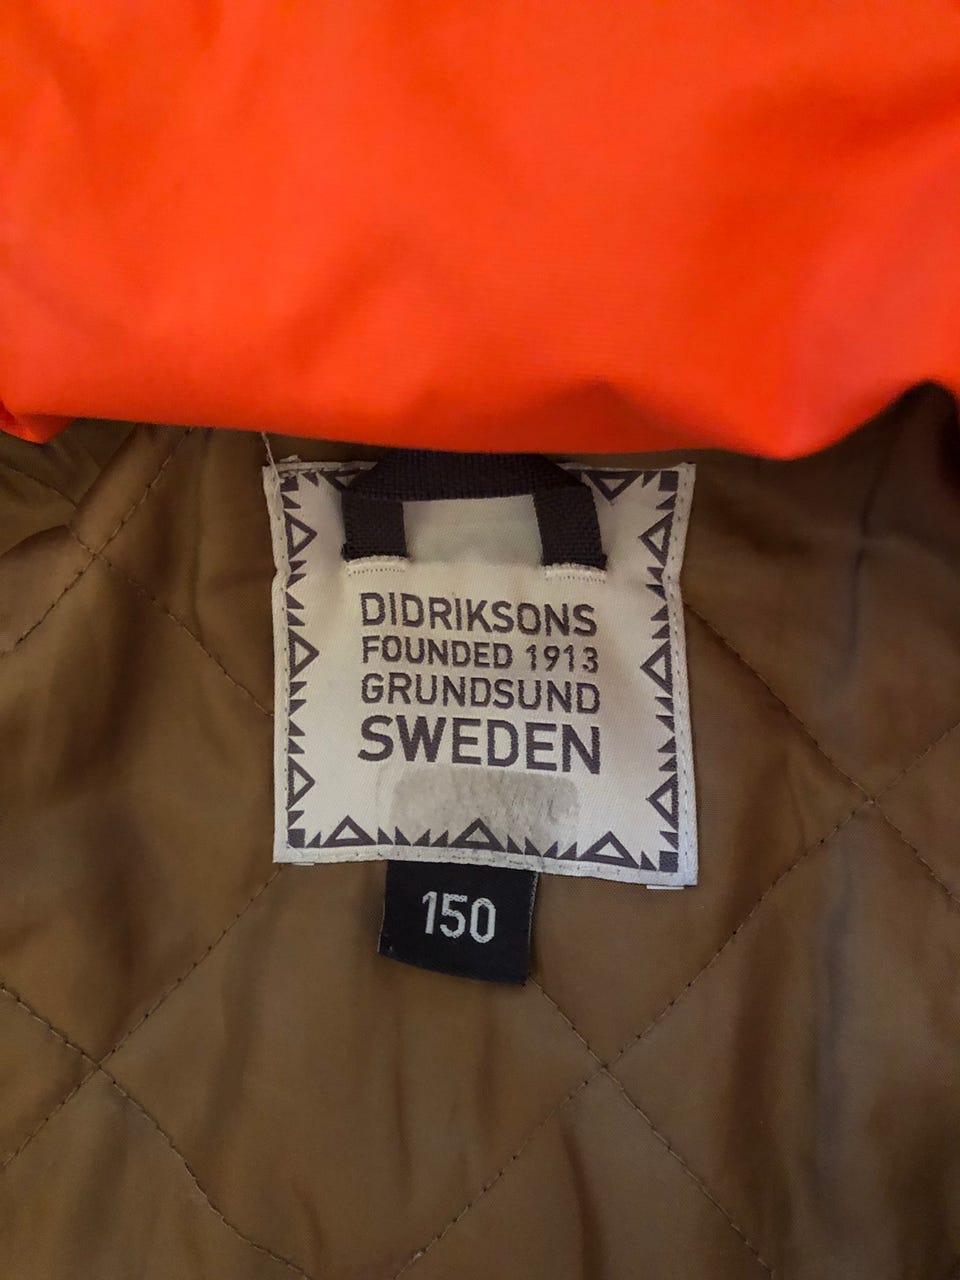 DIDRIKSONS
FOUNDED 1913
GRUNDSUND
SWEDEN
150